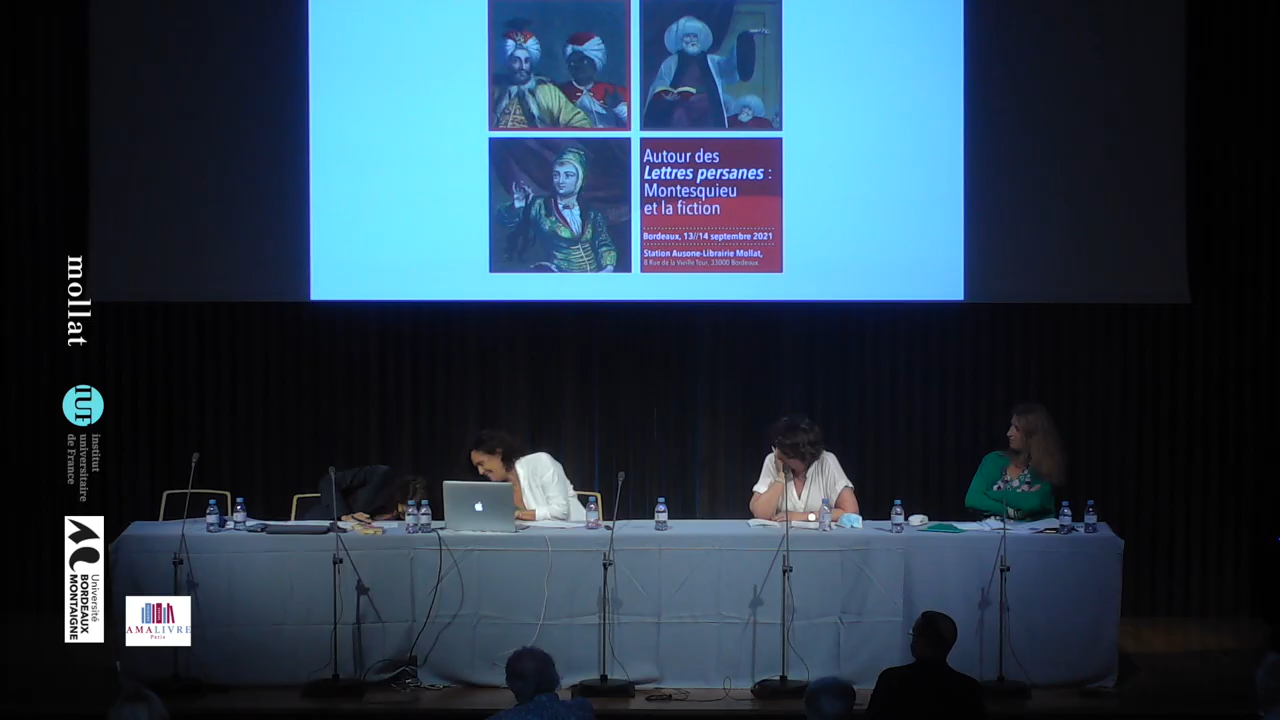 Autour des
Lettres persanes :
Montesquieu
et la fiction
Bordeaux, 13//14 septembre 2021
Station Ausone-Librairie Mollat,
8 Rue de la Vieille Tour, 33000 Bordeaux.
mollat
IUF
institut
universitaire
de France
Université
BORDEAUX
MONTAIGNE
AMALIVRE
Paris